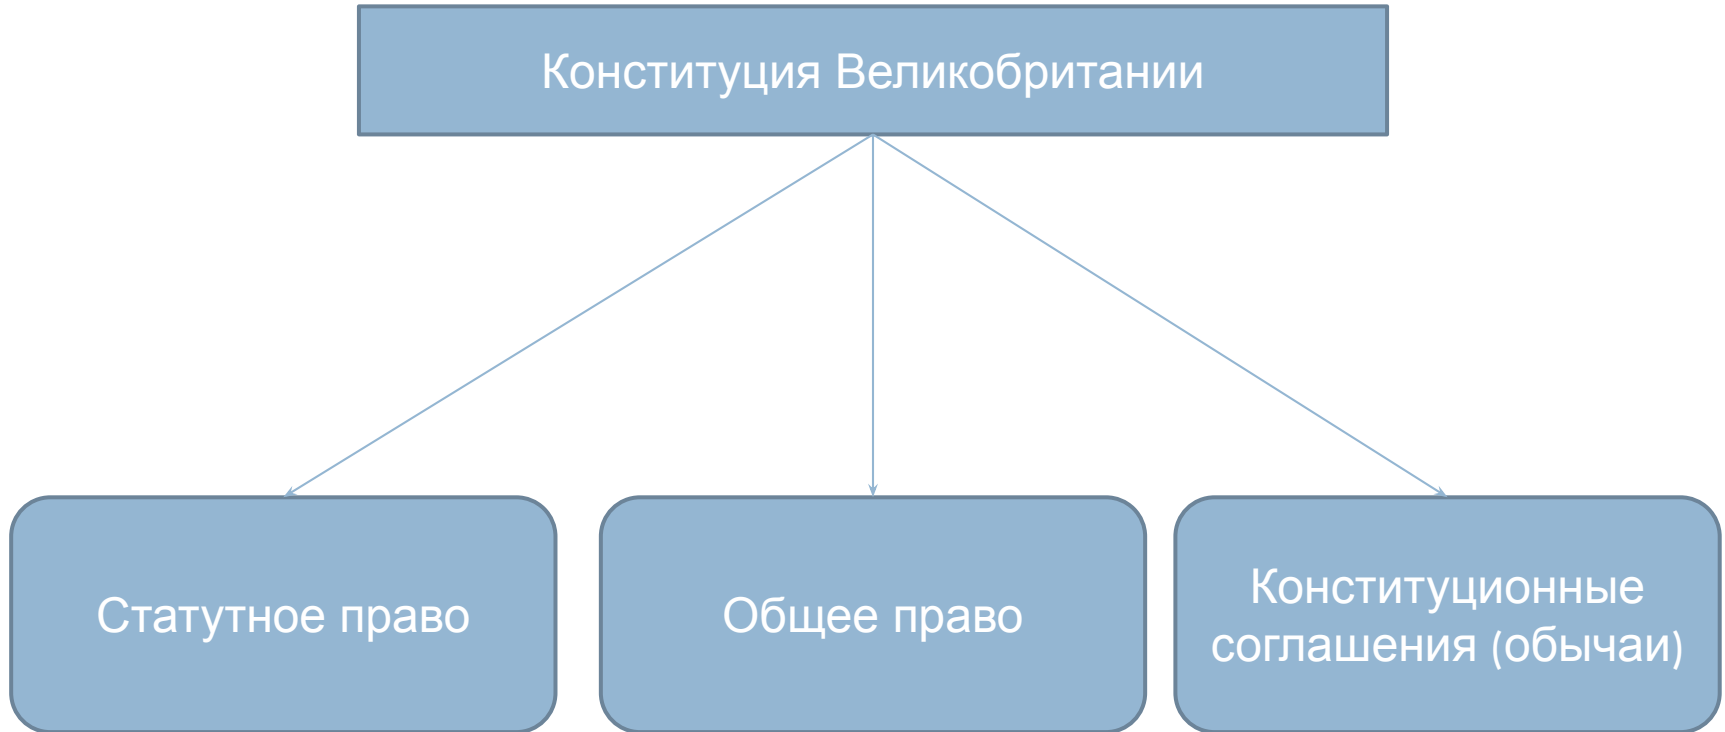 Конституция Великобритании
Статутное право
Общее право
Конституционные
соглашения (обычаи)